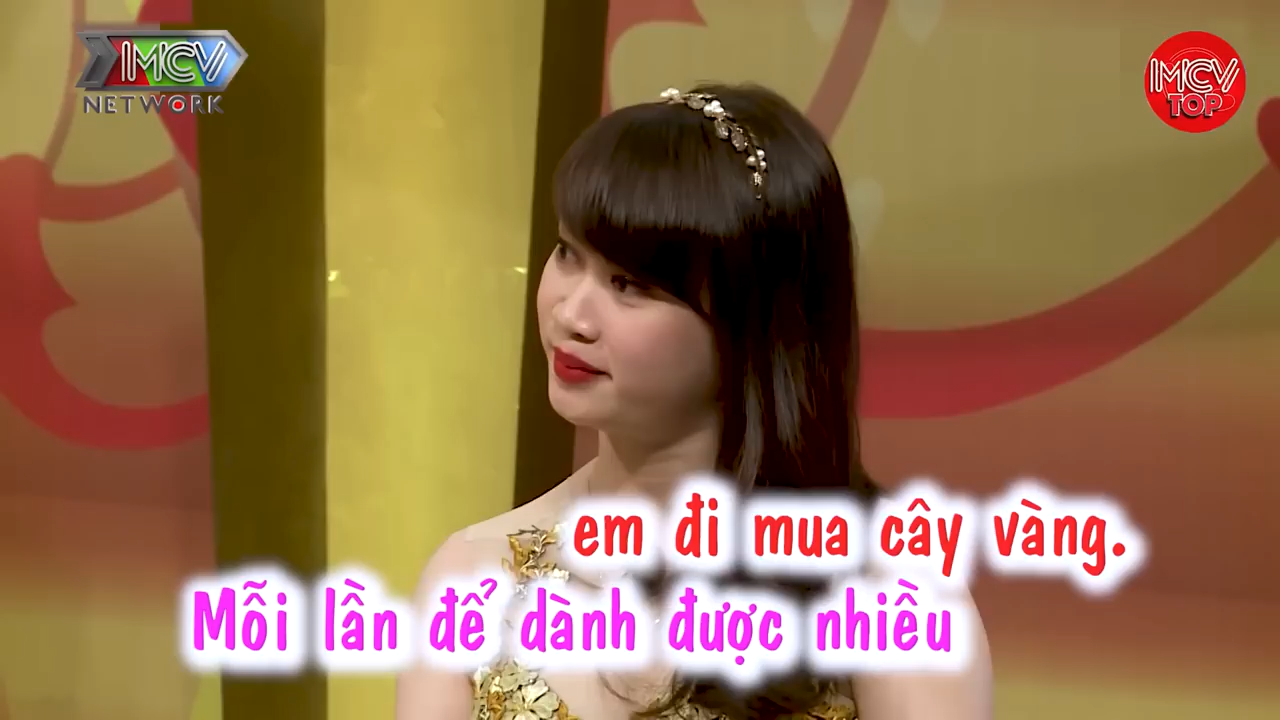 MCV
NETWORK
MCV
TOP
em đi mua cây vàng.
Mỗi lần để dành được nhiều